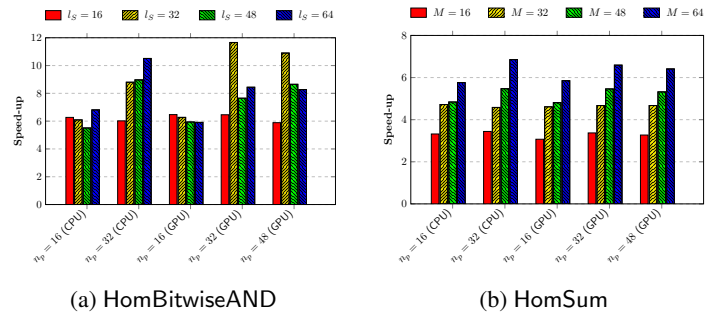 l_S = 16 l_S = 32 l_S = 48 l_S = 64
Speed-up
12
10
8
6
4
2
0
n_p = 16 (CPU)
n_p = 32 (CPU)
n_p = 16 (GPU)
n_p = 32 (GPU)
n_p = 48 (GPU)
(a) HomBitwiseAND
M = 16 M = 32 M = 48 M = 64
Speed-up
8
6
4
2
0
n_p = 16 (CPU)
n_p = 32 (CPU)
n_p = 16 (GPU)
n_p = 32 (GPU)
n_p = 48 (GPU)
(b) HomSum